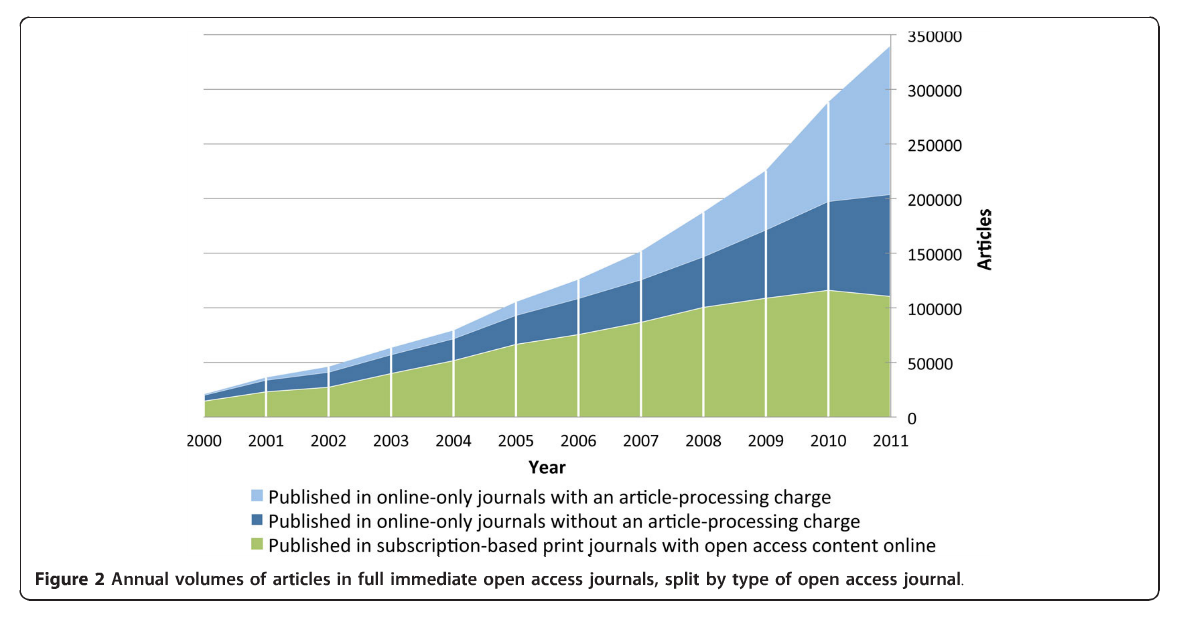 350000
300000
250000
200000
150000
100000
50000
0
Articles
2000 2001 2002 2003 2004 2005 2006 2007 2008 2009 2010 2011
Year
Published in online-only journals with an article-processing charge
Published in online-only journals without an article-processing charge
Published in subscription-based print journals with open access content online
Figure 2 Annual volumes of articles in full immediate open access journals, split by type of open access journal.